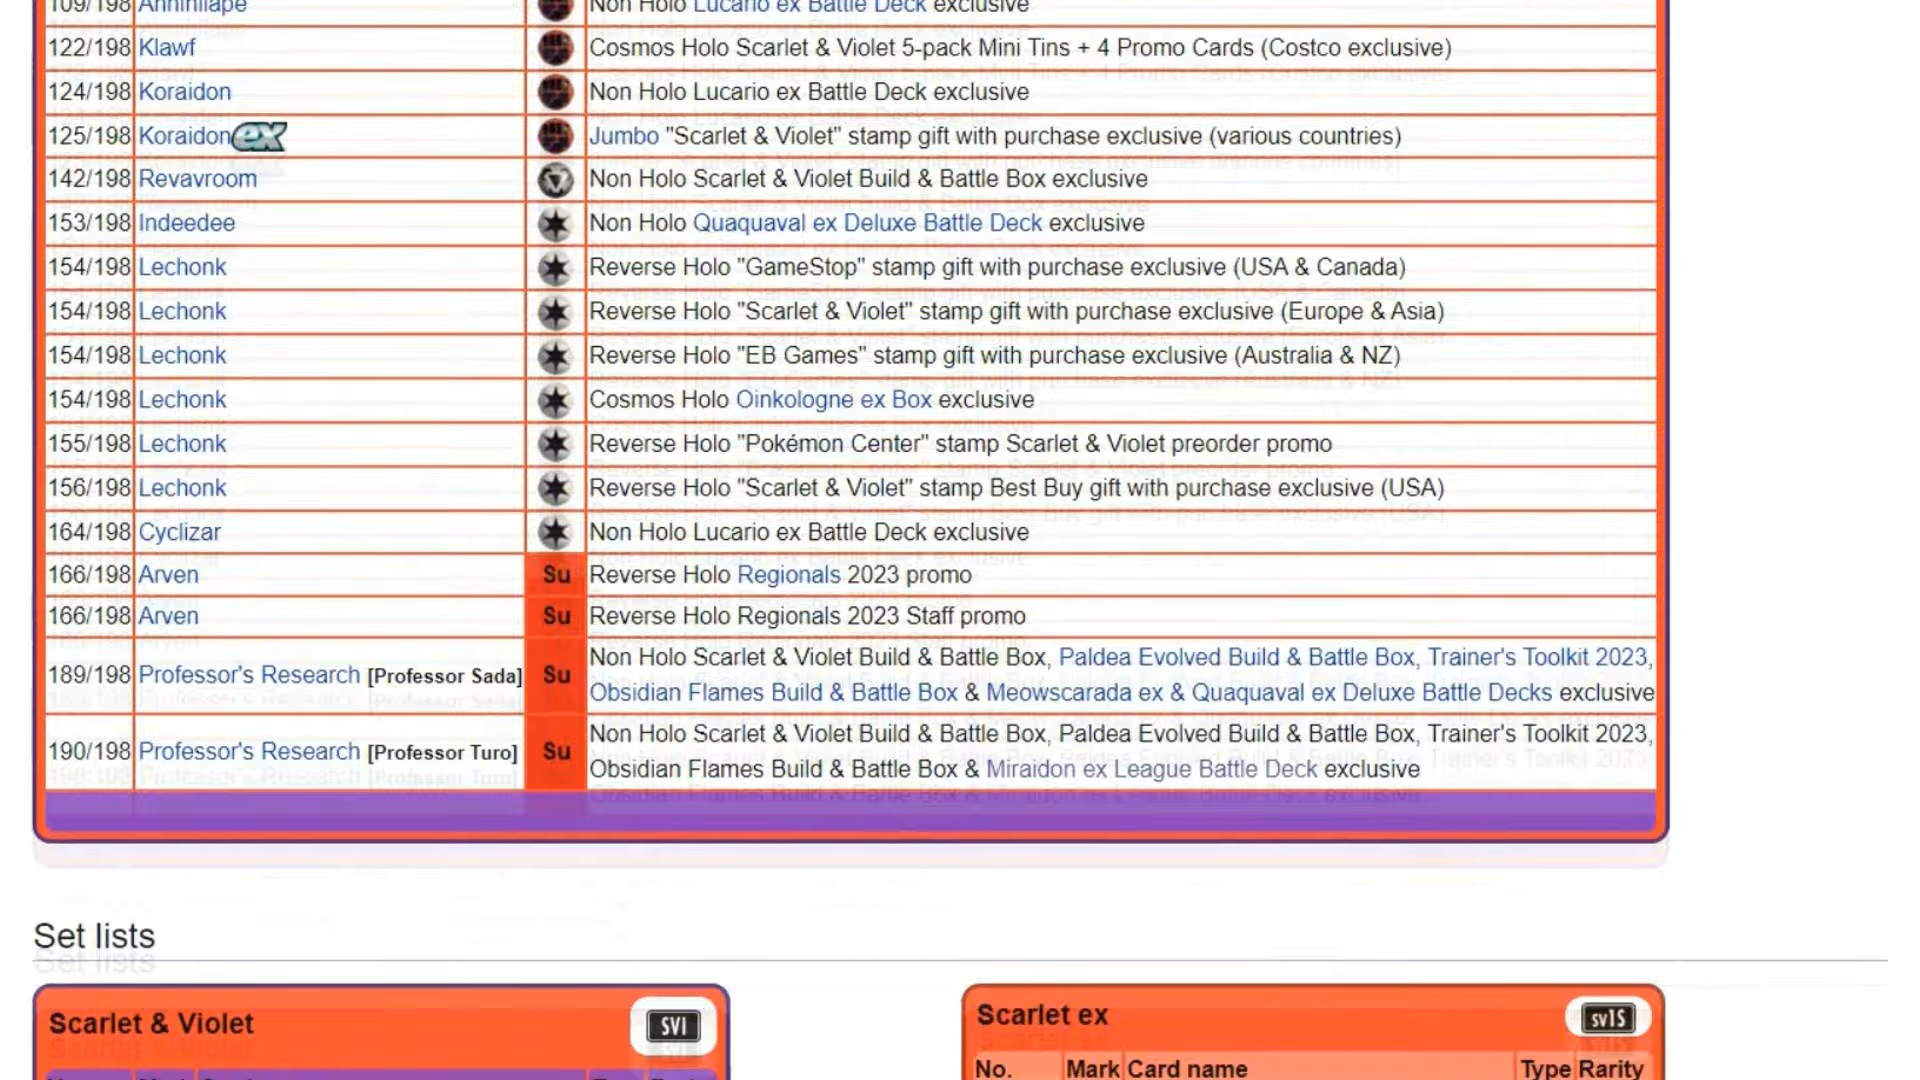 109/198 Annihilape Non Holo Lucario ex Battle Deck exclusive
122/198 Klawf Cosmos Holo Scarlet & Violet 5-pack Mini Tins + 4 Promo Cards (Costco exclusive)
124/198 Koraidon Non Holo Lucario ex Battle Deck exclusive
125/198 Koraidon ex Jumbo "Scarlet & Violet" stamp gift with purchase exclusive (various countries)
142/198 Revavroom Non Holo Scarlet & Violet Build & Battle Box exclusive
153/198 Indeedee Non Holo Quaquaval ex Deluxe Battle Deck exclusive
154/198 Lechonk Reverse Holo "GameStop" stamp gift with purchase exclusive (USA & Canada)
154/198 Lechonk Reverse Holo "Scarlet & Violet" stamp gift with purchase exclusive (Europe & Asia)
154/198 Lechonk Reverse Holo "EB Games" stamp gift with purchase exclusive (Australia & NZ)
154/198 Lechonk Cosmos Holo Oinkologne ex Box exclusive
155/198 Lechonk Reverse Holo "Pokémon Center" stamp Scarlet & Violet preorder promo
156/198 Lechonk Reverse Holo "Scarlet & Violet" stamp Best Buy gift with purchase exclusive (USA)
164/198 Cyclizar Non Holo Lucario ex Battle Deck exclusive
166/198 Arven Su Reverse Holo Regionals 2023 promo
166/198 Arven Su Reverse Holo Regionals 2023 Staff promo
189/198 Professor's Research [Professor Sada] Su Non Holo Scarlet & Violet Build & Battle Box, Paldea Evolved Build & Battle Box, Trainer's Toolkit 2023,
Obsidian Flames Build & Battle Box & Meowscarada ex & Quaquaval ex Deluxe Battle Decks exclusive
190/198 Professor's Research [Professor Turo] Su Non Holo Scarlet & Violet Build & Battle Box, Paldea Evolved Build & Battle Box, Trainer's Toolkit 2023,
Obsidian Flames Build & Battle Box & Miraidon ex League Battle Deck exclusive
Set lists
Scarlet & Violet SVI
Scarlet ex sv1S
No. Mark Card name Type Rarity